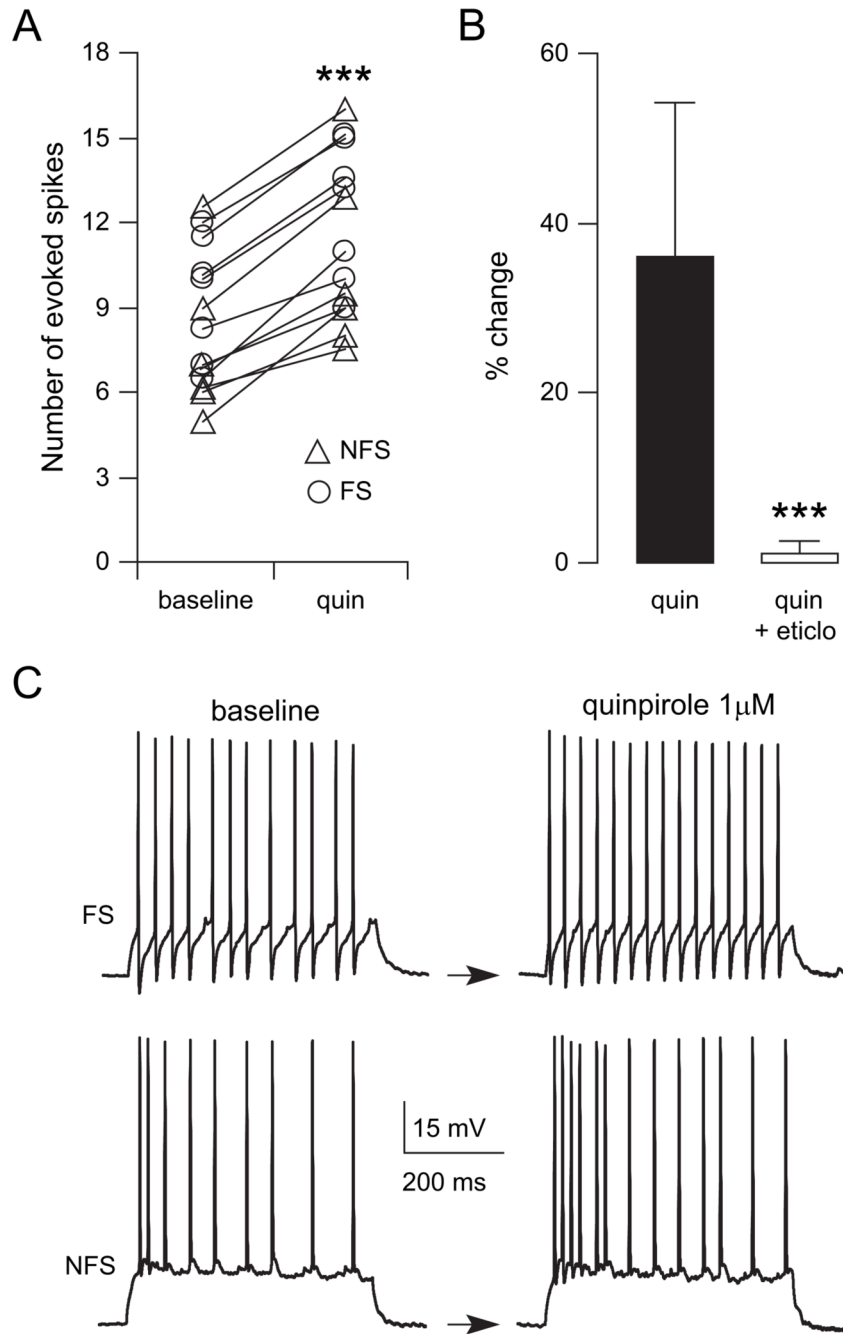 A
Number of evoked spikes
18
15
12
9
6
3
0
***
NFS
FS
baseline
quin
B
% change
60
40
20
0
***
quin
quin
+ eticlo
C
baseline
quinpirole 1μM
FS
NFS
15 mV
200 ms